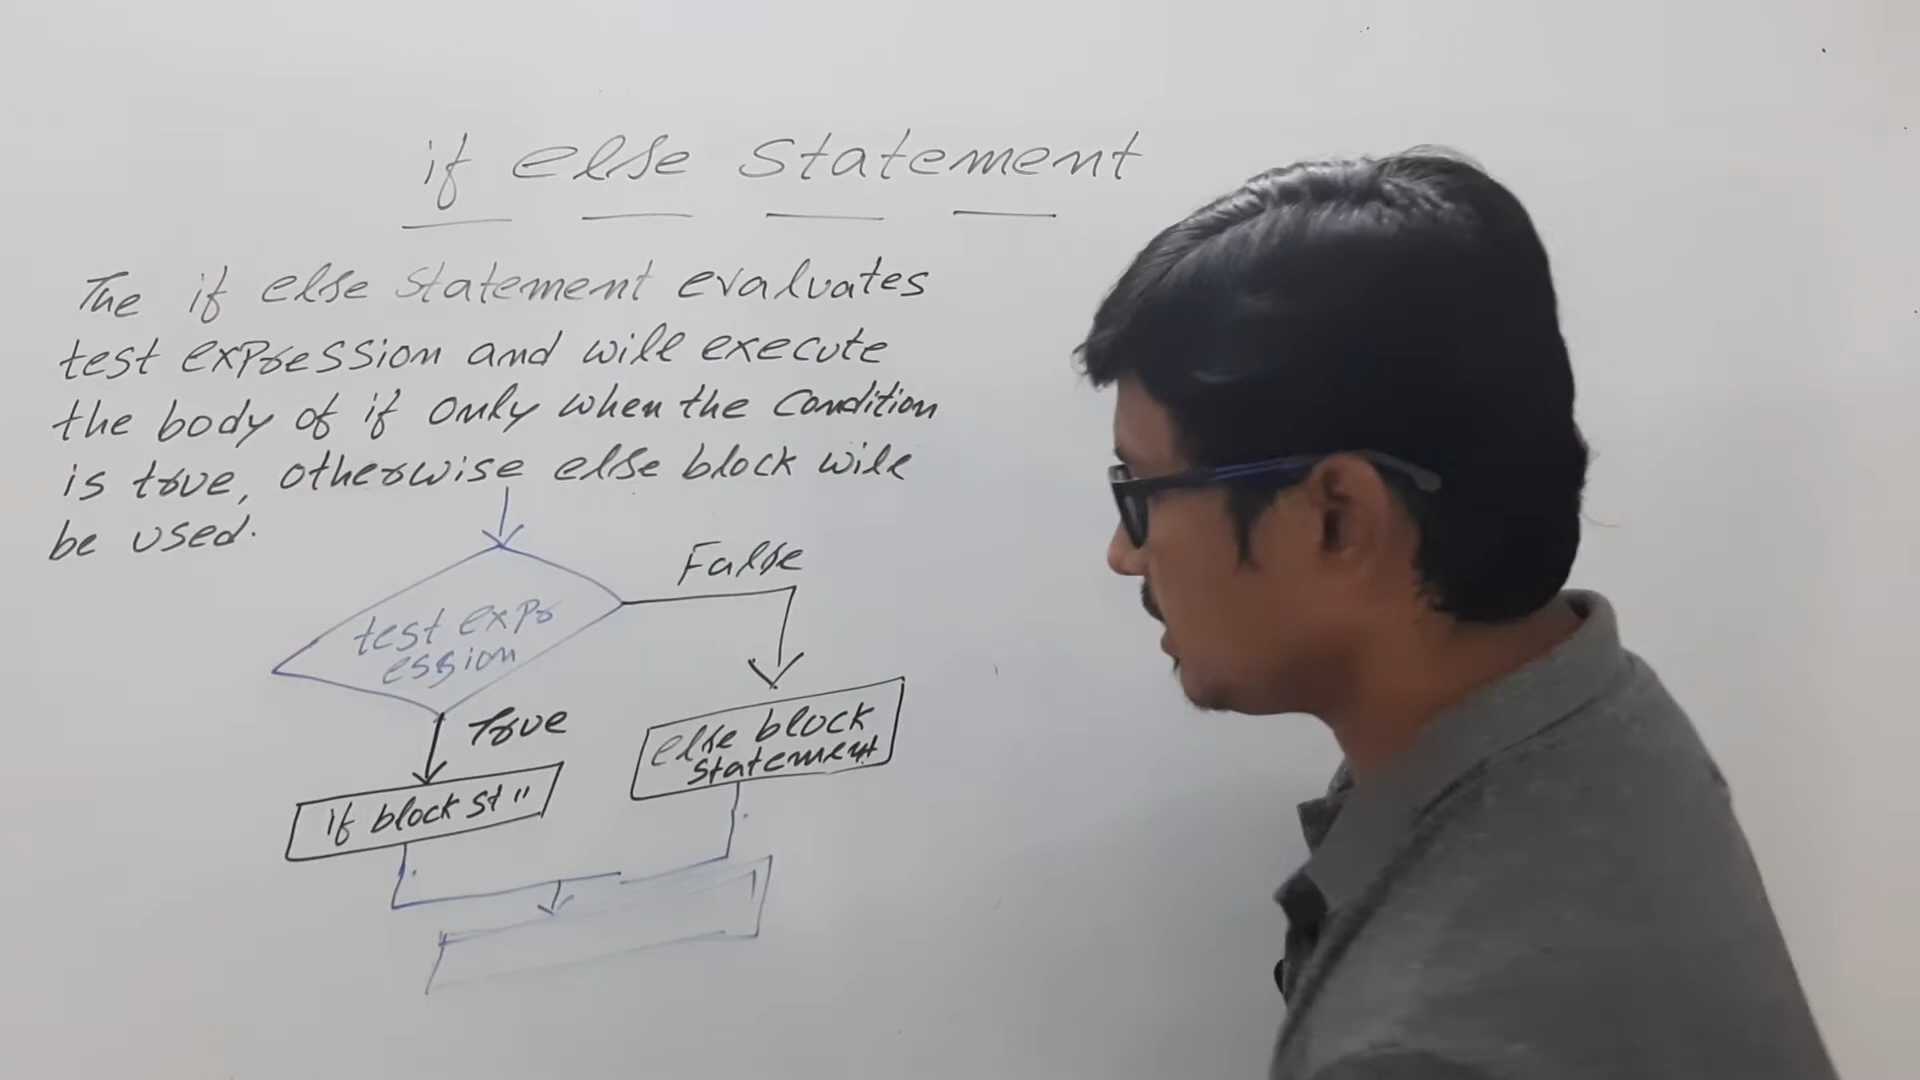 if else statement
The if else statement evaluates
test expression and will execute
the body of if only when the condition
is true, otherwise else block will
be used.
False
test expr
ession
True
else block
statement
if block st "